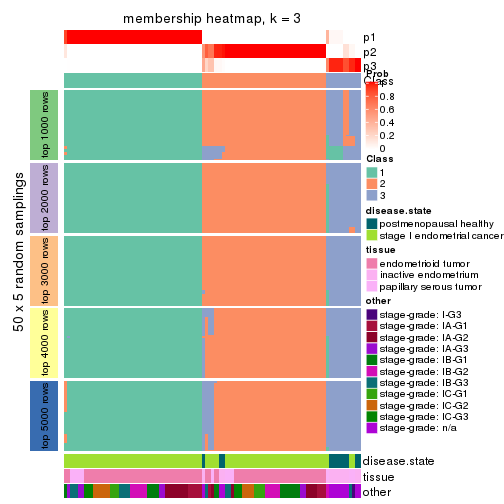 membership heatmap, k = 3
p1
p2
p3
Prob
Class
1
0.8
0.6
0.4
0.2
0
Class
1
2
3
disease.state
postmenopausal healthy
stage I endometrial cancer
tissue
endometrioid tumor
inactive endometrium
papillary serous tumor
other
stage-grade: I-G3
stage-grade: IA-G1
stage-grade: IA-G2
stage-grade: IA-G3
stage-grade: IB-G1
stage-grade: IB-G2
stage-grade: IB-G3
stage-grade: IC-G1
stage-grade: IC-G2
stage-grade: IC-G3
stage-grade: n/a
50 x 5 random samplings
top 1000 rows
top 2000 rows
top 3000 rows
top 4000 rows
top 5000 rows
disease.state
tissue
other